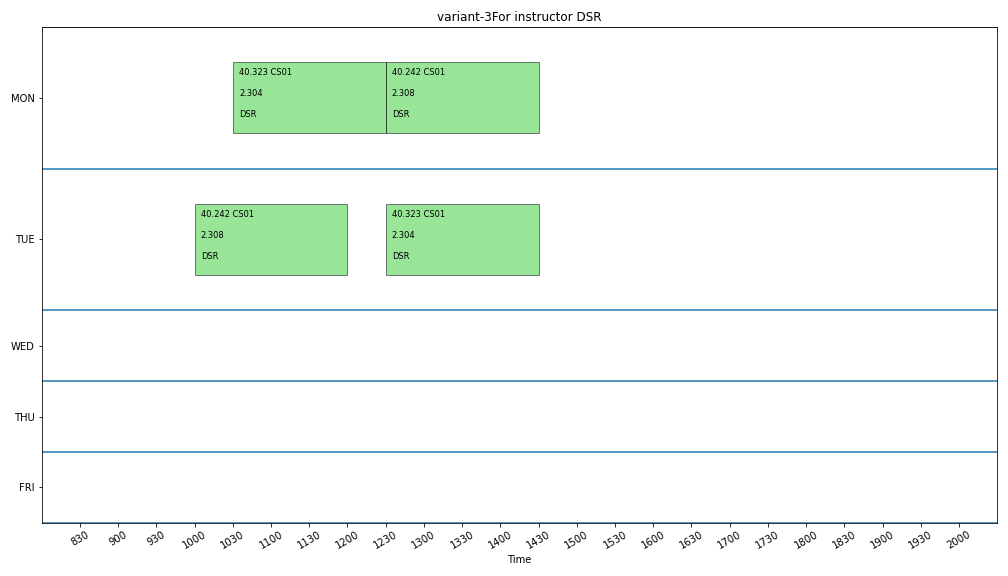 variant-3For instructor DSR
MON
40.323 CS01
2.304
DSR
40.242 CS01
2.308
DSR
TUE
40.242 CS01
2.308
DSR
40.323 CS01
2.304
DSR
WED
THU
FRI
830 900 930 1000 1030 1100 1130 1200 1230 1300 1330 1400 1430 1500 1530 1600 1630 1700 1730 1800 1830 1900 1930 2000
Time